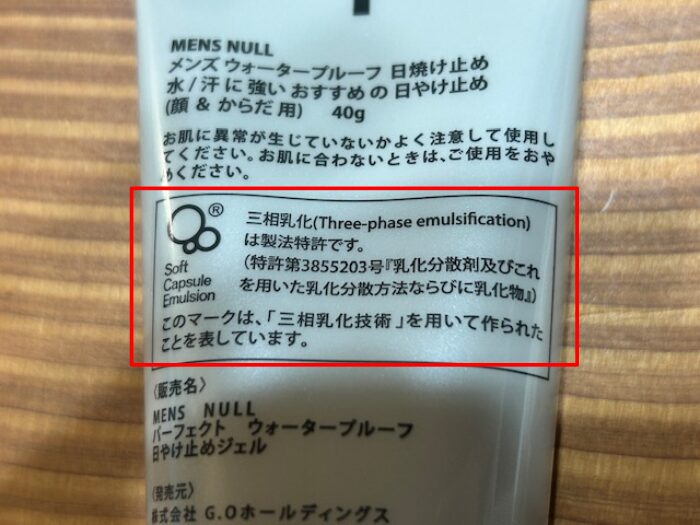 MENS NULL
メンズ ウォータープルーフ 日焼け止め
水/汗に強いおすすめの日やけ止め
(顔 & からだ用) 40g
お肌に異常が生じていないかよく注意して使用し
てください。お肌に合わないときは、ご使用をおや
めください。
®
Soft
Capsule
Emulsion
三相乳化(Three-phase emulsification)
は製法特許です。
(特許第3855203号『乳化分散剤及びこれ
を用いた乳化分散方法ならびに乳化物』)
このマークは、「三相乳化技術」を用いて作られた
ことを表しています。
〈販売名〉
MENS NULL
パーフェクト ウォータープルーフ
日やけ止めジェル
〈発売元〉
株式会社 G.Oホールディングス